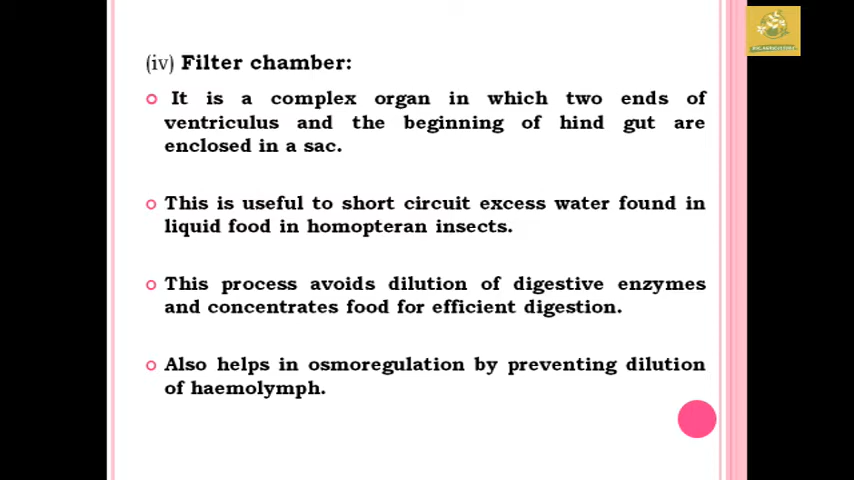 (iv) Filter chamber:
It is a complex organ in which two ends of
ventriculus and the beginning of hind gut are
enclosed in a sac.
This is useful to short circuit excess water found in
liquid food in homopteran insects.
This process avoids dilution of digestive enzymes
and concentrates food for efficient digestion.
Also helps in osmoregulation by preventing dilution
of haemolymph.